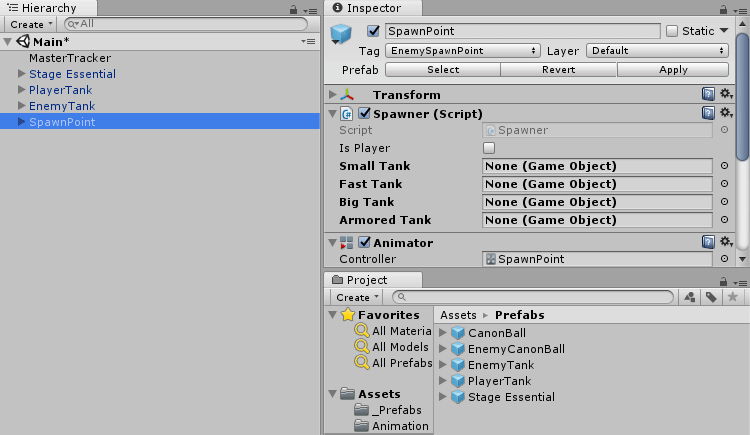 Hierarchy
Create
All
Main*
MasterTracker
Stage Essential
PlayerTank
EnemyTank
SpawnPoint
Inspector
SpawnPoint
Static
Tag EnemySpawnPoint Layer Default
Prefab Select Revert Apply
Transform
Spawner (Script)
Script Spawner
Is Player
Small Tank None (Game Object)
Fast Tank None (Game Object)
Big Tank None (Game Object)
Armored Tank None (Game Object)
Animator
Controller SpawnPoint
Project
Create
Favorites
All Materia
All Models
All Prefabs
Assets
_Prefabs
Animation
Assets Prefabs
CanonBall
EnemyCanonBall
EnemyTank
PlayerTank
Stage Essential